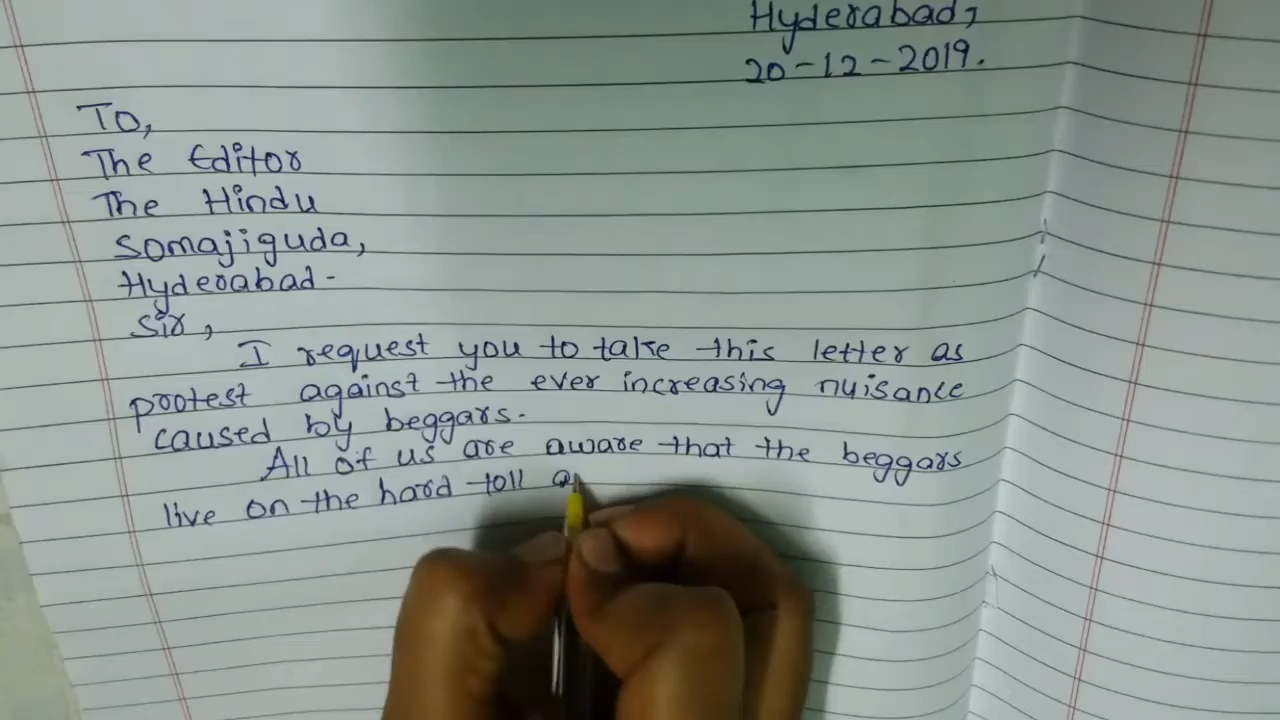 Hyderabad,
20-12-2019.
To,
The Editor
The Hindu
Somajiguda,
Hyderabad-
Sir,
I request you to take this letter as
protest against the ever increasing nuisance
caused by beggars.
All of us are aware that the beggars
live on the hard toll a